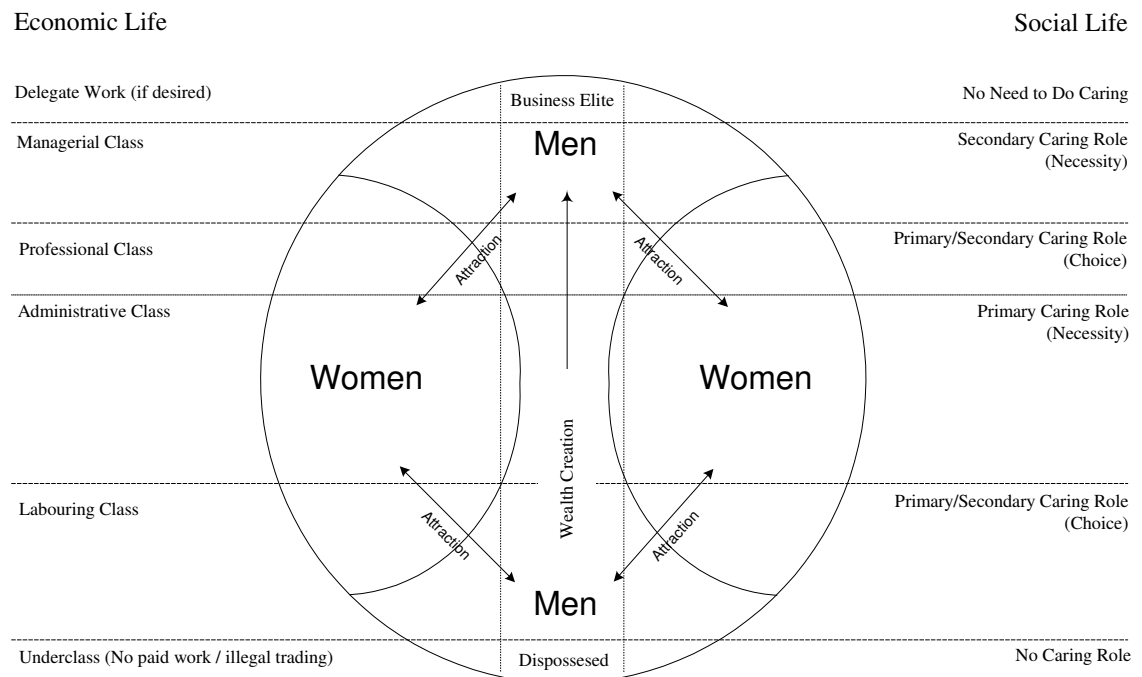 Economic Life
Social Life
Delegate Work (if desired)
Business Elite
No Need to Do Caring
Managerial Class
Men
Secondary Caring Role
(Necessity)
Professional Class
Attraction
Attraction
Primary/Secondary Caring Role
(Choice)
Administrative Class
Primary Caring Role
(Necessity)
Women
Women
Wealth Creation
Labouring Class
Attraction
Attraction
Primary/Secondary Caring Role
(Choice)
Men
Underclass (No paid work / illegal trading)
Dispossesed
No Caring Role